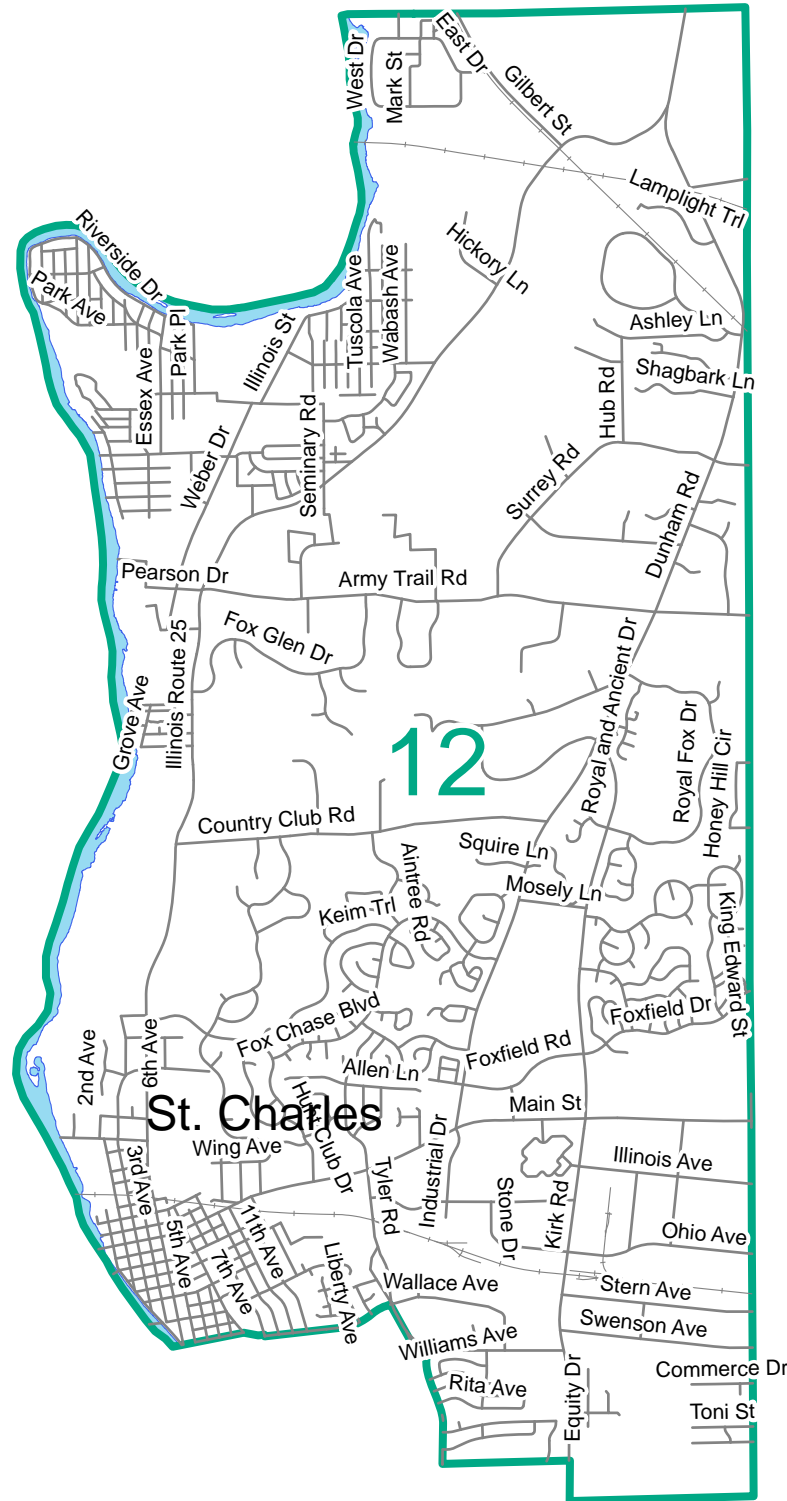 West Dr
Mark St
East Dr
Gilbert St
Lamplight Trl
Riverside Dr
Park Ave
Hickory Ln
Tuscola Ave
Wabash Ave
Illinois St
Park Pl
Essex Ave
Ashley Ln
Shagbark Ln
Hub Rd
Seminary Rd
Weber Dr
Surrey Rd
Dunham Rd
Pearson Dr
Army Trail Rd
Fox Glen Dr
Illinois Route 25
Grove Ave
Royal and Ancient Dr
Royal Fox Dr
Honey Hill Cir
12
Country Club Rd
Squire Ln
Aintree Rd
Mosely Ln
Keim Trl
King Edward St
Fox Chase Blvd
Foxfield Dr
2nd Ave
6th Ave
Foxfield Rd
Allen Ln
Main St
St. Charles
Hunt Club Dr
Wing Ave
Industrial Dr
Illinois Ave
3rd Ave
Tyler Rd
Stone Dr
Kirk Rd
5th Ave
11th Ave
7th Ave
Ohio Ave
Liberty Ave
Wallace Ave
Stern Ave
Swenson Ave
Williams Ave
Commerce Dr
Rita Ave
Equity Dr
Toni St